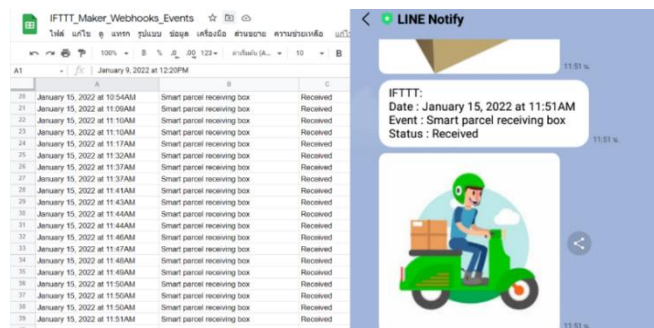 IFTTT_Maker_Webhooks_Events
ไฟล์ แก้ไข ดู แทรก รูปแบบ ข้อมูล เครื่องมือ ส่วนขยาย ความช่วยเหลือ
100% ฿ % .0 .00 123 ค่าเริ่มต้น (A... 10 B
A1 fx January 9, 2022 at 12:20PM
A B C
20 January 15, 2022 at 10:54AM Smart parcel receiving box Received
21 January 15, 2022 at 11:09AM Smart parcel receiving box Received
22 January 15, 2022 at 11:10AM Smart parcel receiving box Received
23 January 15, 2022 at 11:10AM Smart parcel receiving box Received
24 January 15, 2022 at 11:17AM Smart parcel receiving box Received
25 January 15, 2022 at 11:32AM Smart parcel receiving box Received
26 January 15, 2022 at 11:37AM Smart parcel receiving box Received
27 January 15, 2022 at 11:37AM Smart parcel receiving box Received
28 January 15, 2022 at 11:41AM Smart parcel receiving box Received
29 January 15, 2022 at 11:43AM Smart parcel receiving box Received
30 January 15, 2022 at 11:44AM Smart parcel receiving box Received
31 January 15, 2022 at 11:44AM Smart parcel receiving box Received
32 January 15, 2022 at 11:46AM Smart parcel receiving box Received
33 January 15, 2022 at 11:47AM Smart parcel receiving box Received
34 January 15, 2022 at 11:48AM Smart parcel receiving box Received
35 January 15, 2022 at 11:49AM Smart parcel receiving box Received
36 January 15, 2022 at 11:50AM Smart parcel receiving box Received
37 January 15, 2022 at 11:50AM Smart parcel receiving box Received
38 January 15, 2022 at 11:50AM Smart parcel receiving box Received
39 January 15, 2022 at 11:51AM Smart parcel receiving box Received
LINE Notify
11:51 น.
IFTTT:
Date : January 15, 2022 at 11:51AM
Event : Smart parcel receiving box
Status : Received
11:51 น.
11:51 น.